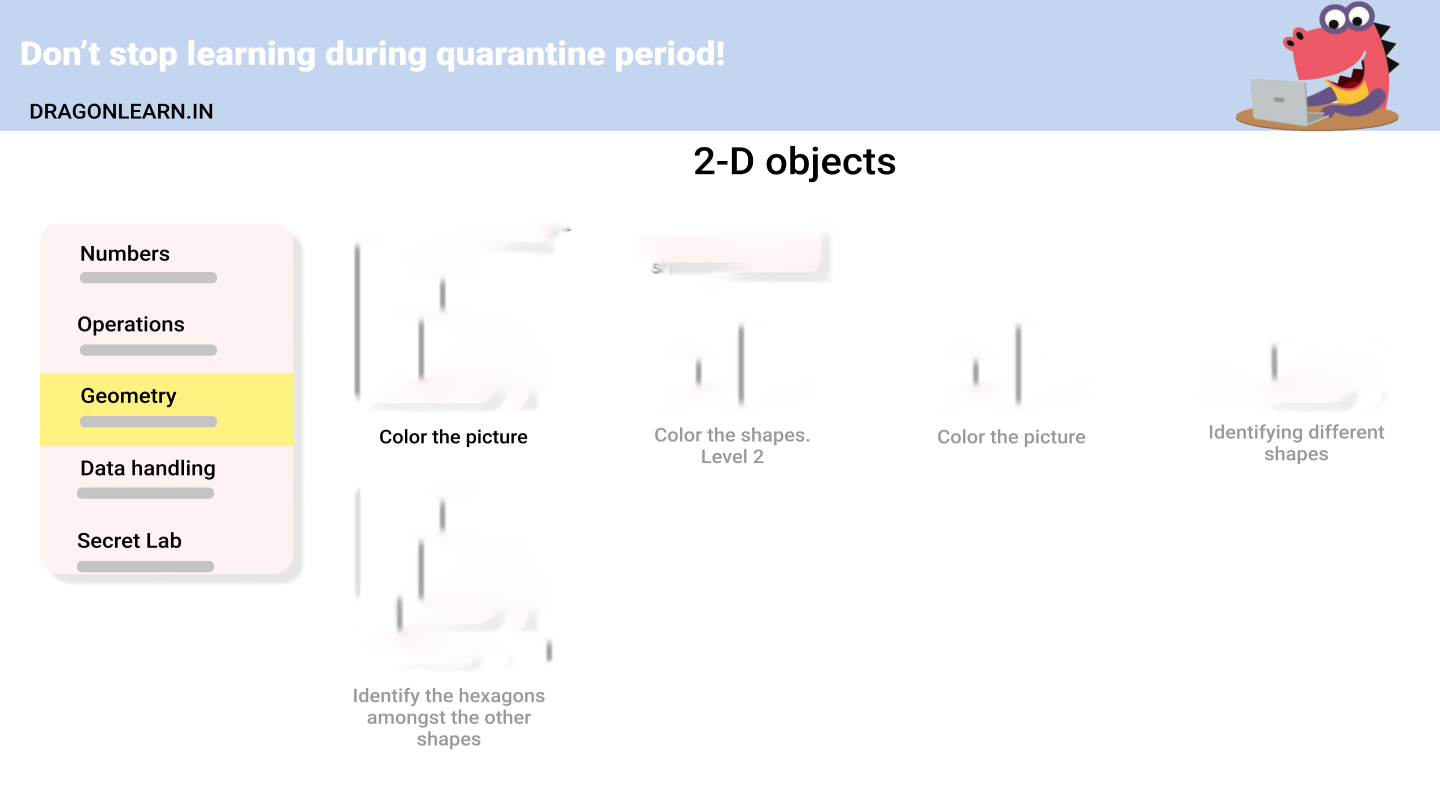 Don’t stop learning during quarantine period!
DRAGONLEARN.IN
2-D objects
Numbers
Operations
Geometry
Data handling
Secret Lab
Color the picture
Color the shapes.
Level 2
Color the picture
Identifying different
shapes
Identify the hexagons
amongst the other
shapes